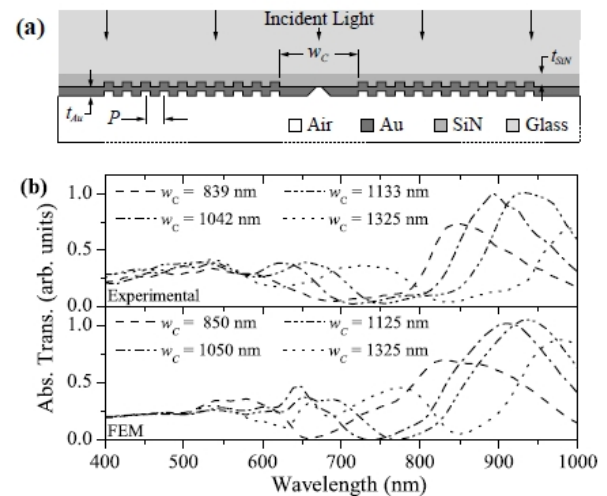 (a)
Incident Light
w_C
t_SiN
t_Au
P
Air Au SiN Glass
(b)
Abs. Trans. (arb. units)
1.0
0.5
0.0
w_C = 839 nm
w_C = 1133 nm
w_C = 1042 nm
w_C = 1325 nm
Experimental
1.0
0.5
0.0
w_C = 850 nm
w_C = 1125 nm
w_C = 1050 nm
w_C = 1325 nm
FEM
400 500 600 700 800 900 1000
Wavelength (nm)